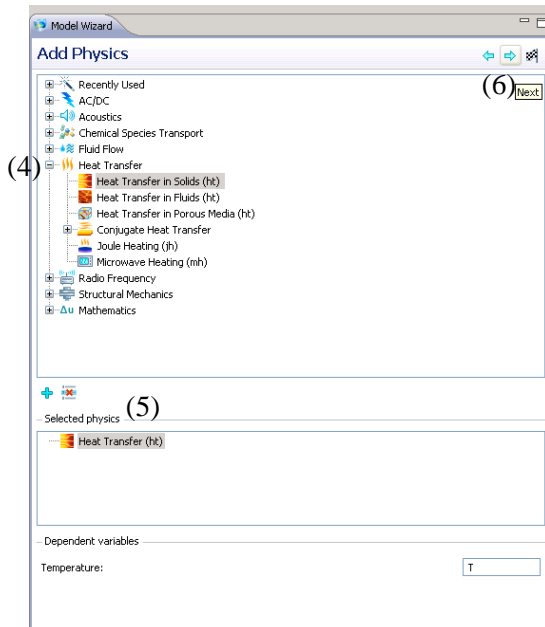 Model Wizard
Add Physics
(6)
Next
Recently Used
AC/DC
Acoustics
Chemical Species Transport
Fluid Flow
(4)
Heat Transfer
Heat Transfer in Solids (ht)
Heat Transfer in Fluids (ht)
Heat Transfer in Porous Media (ht)
Conjugate Heat Transfer
Joule Heating (jh)
Microwave Heating (mh)
Radio Frequency
Structural Mechanics
Δu Mathematics
(5)
Selected physics
Heat Transfer (ht)
Dependent variables
Temperature: T